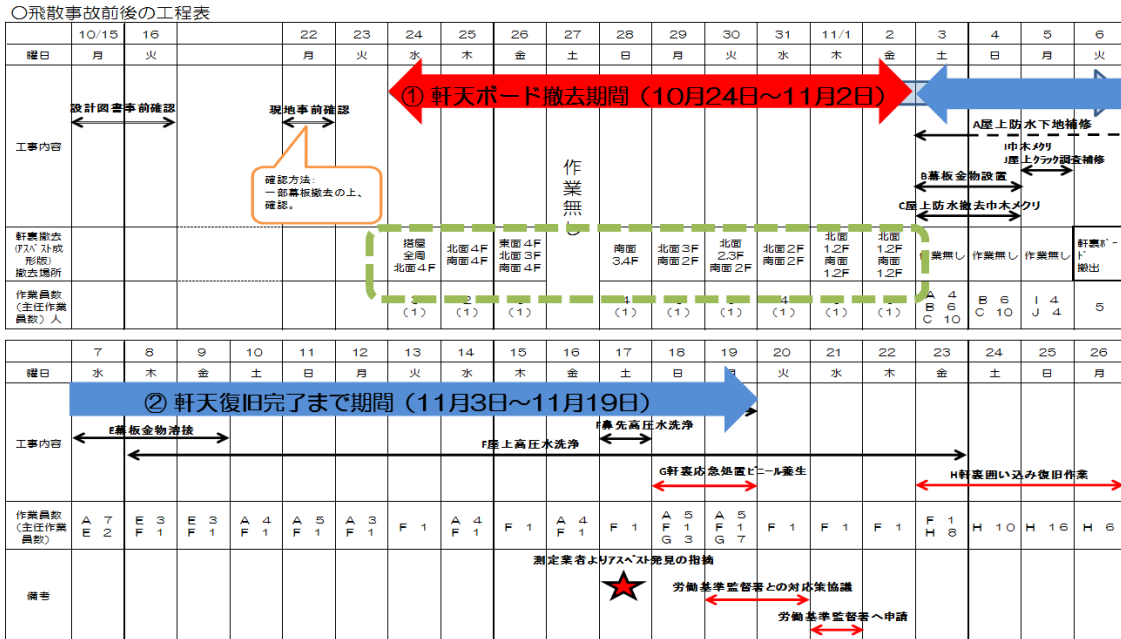 〇飛散事故前後の工程表
10/15 16 22 23 24 25 26 27 28 29 30 31 11/1 2 3 4 5 6
曜日 月 火 月 火 水 木 金 土 日 月 火 水 木 金 土 日 月 火
工事内容
設計図書事前確認
現地事前確認
確認方法：
一部幕板撤去の上、
確認。
① 軒天ボード撤去期間（10月24日～11月2日）
作業無し
A屋上防水下地補修
I巾木メクリ
J屋上クラック調査補修
B幕板金物設置
C屋上防水撤去巾木メクリ
軒裏撤去
(アスベスト成
形版)
撤去場所
塔屋
全周
北面４F
北面４F
南面４F
東面４F
北面３F
南面４F
南面
3.4F
北面３F
南面２F
北面
2.3F
南面２F
北面２F
南面２F
北面
1.2F
南面
1.2F
北面
1.2F
南面
1.2F
作業無し
作業無し
作業無し
軒裏ボード
搬出
作業員数
(主任作業
員数）人
(1) (1) (1) (1) (1) (1) (1) (1) (1)
A 4
B 6
C 10
B 6
C 10
I 4
J 4
5
7 8 9 10 11 12 13 14 15 16 17 18 19 20 21 22 23 24 25 26
曜日 水 木 金 土 日 月 火 水 木 金 土 日 火 水 木 金 土 日 月
工事内容
② 軒天復旧完了まで期間（11月3日～11月19日）
E幕板金物溶接
F鼻先高圧水洗浄
F屋上高圧水洗浄
G軒裏応急処置ビニール養生
H軒裏囲い込み復旧作業
作業員数
(主任作業
員数)
A 7
E 2
E 3
F 1
E 3
F 1
A 4
F 1
A 5
F 1
A 3
F 1
F 1
A 4
F 1
F 1
A 4
F 1
F 1
A 5
F 1
G 3
A 5
F 1
G 7
F 1
F 1
F 1
F 1
H 8
H 10
H 16
H 6
備考
測定業者よりアスベスト発見の指摘
労働基準監督署との対応策協議
労働基準監督署へ申請